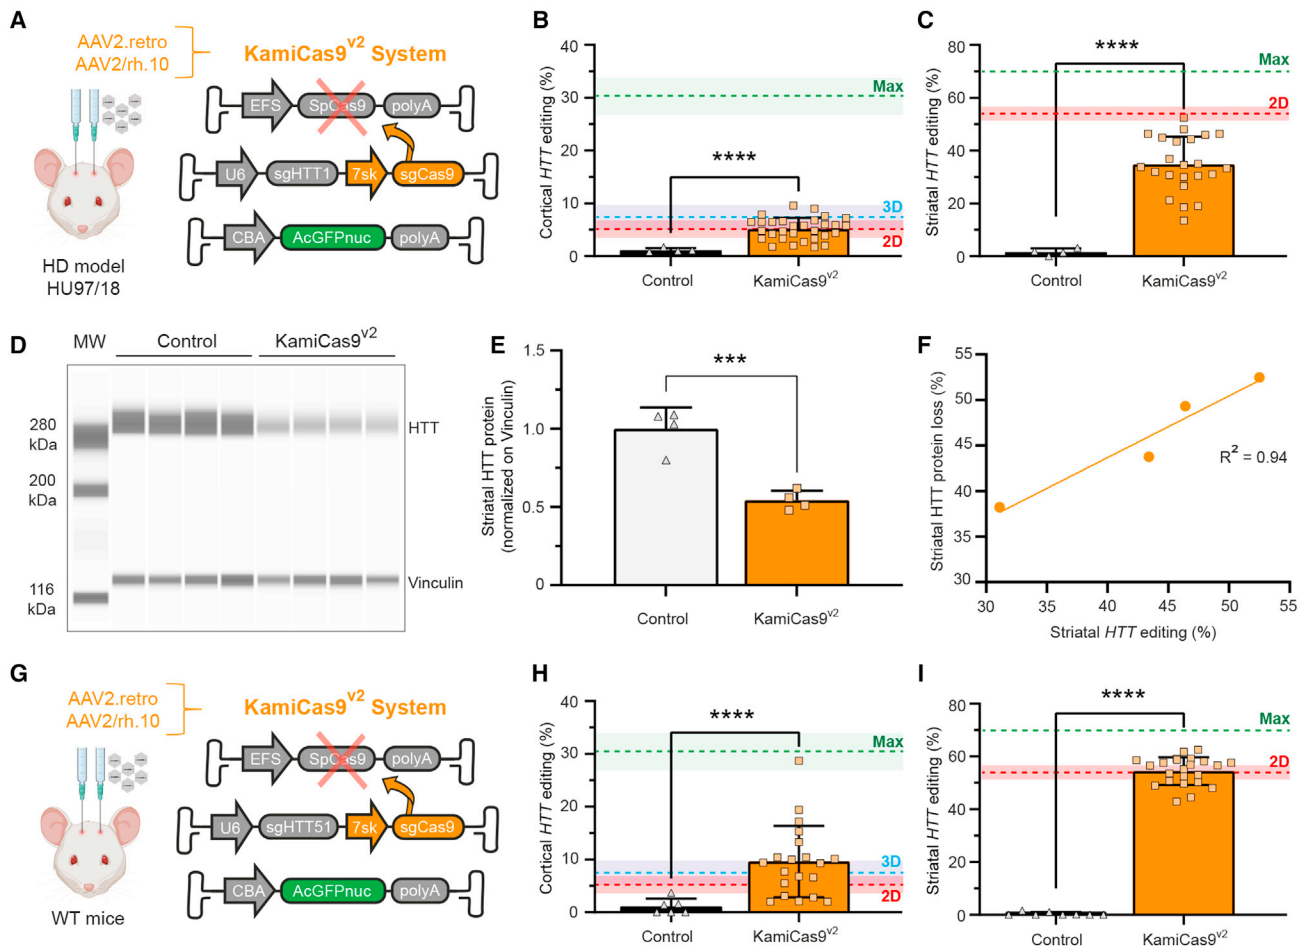 A
AAV2.retro
AAV2/rh.10
KamiCas9v2 System
EFS
SpCas9
polyA
U6
sgHTT1
7sk
sgCas9
CBA
AcGFPnuc
polyA
HD model
HU97/18
B
Cortical HTT editing (%)
40
30
20
10
0
****
Max
3D
2D
Control
KamiCas9v2
C
Striatal HTT editing (%)
80
60
40
20
0
****
Max
2D
Control
KamiCas9v2
D
MW
Control
KamiCas9v2
280
kDa
200
kDa
116
kDa
HTT
Vinculin
E
Striatal HTT protein
(normalized on Vinculin)
1.5
1.0
0.5
0
***
Control
KamiCas9v2
F
Striatal HTT protein loss (%)
55
50
45
40
35
30
R2 = 0.94
30
35
40
45
50
55
Striatal HTT editing (%)
G
AAV2.retro
AAV2/rh.10
KamiCas9v2 System
EFS
SpCas9
polyA
U6
sgHTT51
7sk
sgCas9
CBA
AcGFPnuc
polyA
WT mice
H
Cortical HTT editing (%)
40
30
20
10
0
****
Max
3D
2D
Control
KamiCas9v2
I
Striatal HTT editing (%)
80
60
40
20
0
****
Max
2D
Control
KamiCas9v2